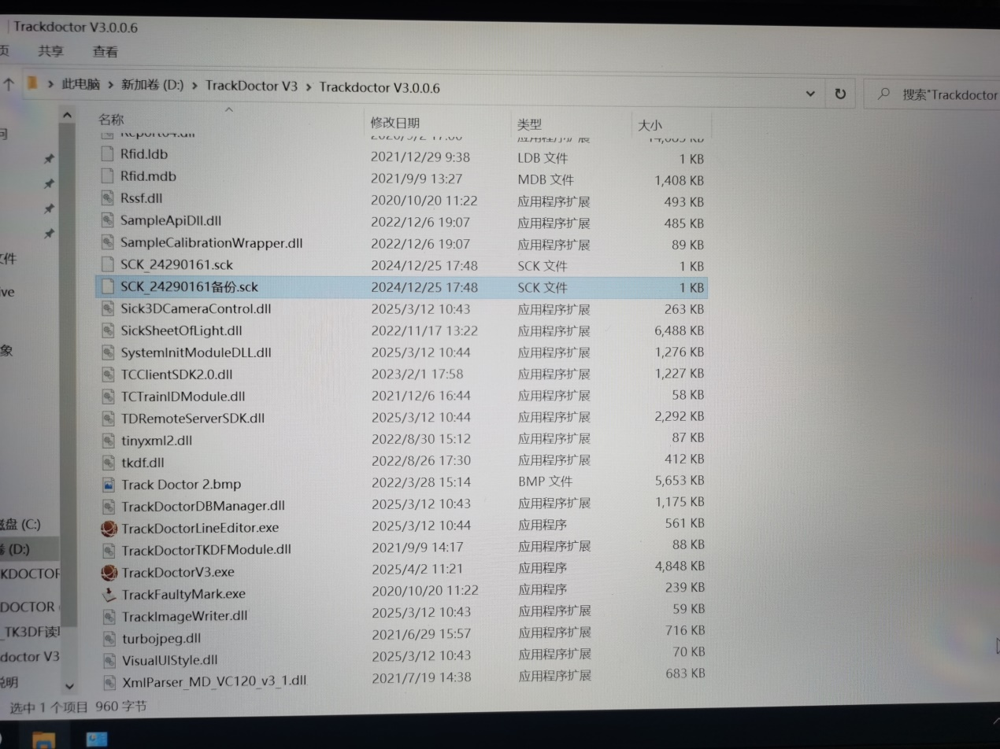 Trackdoctor V3.0.0.6
页 共享 查看
此电脑 > 新加卷 (D:) > TrackDoctor V3 > Trackdoctor V3.0.0.6 搜索"Trackdoctor
名称 修改日期 类型 大小
Rfid.ldb 2021/12/29 9:38 LDB 文件 1 KB
Rfid.mdb 2021/9/9 13:27 MDB 文件 1,408 KB
Rssf.dll 2020/10/20 11:22 应用程序扩展 493 KB
SampleApiDll.dll 2022/12/6 19:07 应用程序扩展 485 KB
SampleCalibrationWrapper.dll 2022/12/6 19:07 应用程序扩展 89 KB
SCK_24290161.sck 2024/12/25 17:48 SCK 文件 1 KB
SCK_24290161备份.sck 2024/12/25 17:48 SCK 文件 1 KB
Sick3DCameraControl.dll 2025/3/12 10:43 应用程序扩展 263 KB
SickSheetOfLight.dll 2022/11/17 13:22 应用程序扩展 6,488 KB
SystemInitModuleDLL.dll 2025/3/12 10:44 应用程序扩展 1,276 KB
TCClientSDK2.0.dll 2023/2/1 17:58 应用程序扩展 1,227 KB
TCTrainIDModule.dll 2021/12/6 16:44 应用程序扩展 58 KB
TDRemoteServerSDK.dll 2025/3/12 10:44 应用程序扩展 2,292 KB
tinyxml2.dll 2022/8/30 15:12 应用程序扩展 87 KB
tkdf.dll 2022/8/26 17:30 应用程序扩展 412 KB
Track Doctor 2.bmp 2022/3/28 15:14 BMP 文件 5,653 KB
TrackDoctorDBManager.dll 2025/3/12 10:43 应用程序扩展 1,175 KB
TrackDoctorLineEditor.exe 2025/3/12 10:44 应用程序 561 KB
TrackDoctorTKDFModule.dll 2021/9/9 14:17 应用程序扩展 88 KB
TrackDoctorV3.exe 2025/4/2 11:21 应用程序 4,848 KB
TrackFaultyMark.exe 2020/10/20 11:22 应用程序 239 KB
TrackImageWriter.dll 2025/3/12 10:43 应用程序扩展 59 KB
turbojpeg.dll 2021/6/29 15:57 应用程序扩展 716 KB
VisualUIStyle.dll 2025/3/12 10:43 应用程序扩展 70 KB
XmlParser_MD_VC120_v3_1.dll 2021/7/19 14:38 应用程序扩展 683 KB
文件
ive
象
磁盘 (C:)
卷 (D:)
KDOCTOR
DOCTOR
_TK3DF读
doctor V3
说明
选中 1 个项目 960 字节